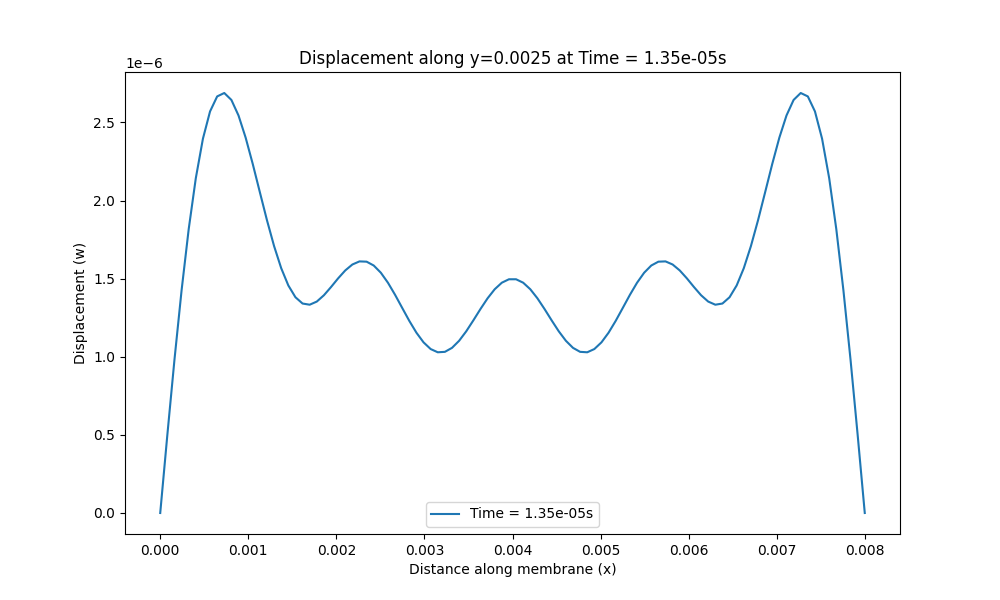 Displacement along y=0.0025 at Time = 1.35e-05s
1e−6
2.5
2.0
1.5
1.0
0.5
0.0
Displacement (w)
Time = 1.35e-05s
0.000 0.001 0.002 0.003 0.004 0.005 0.006 0.007 0.008
Distance along membrane (x)